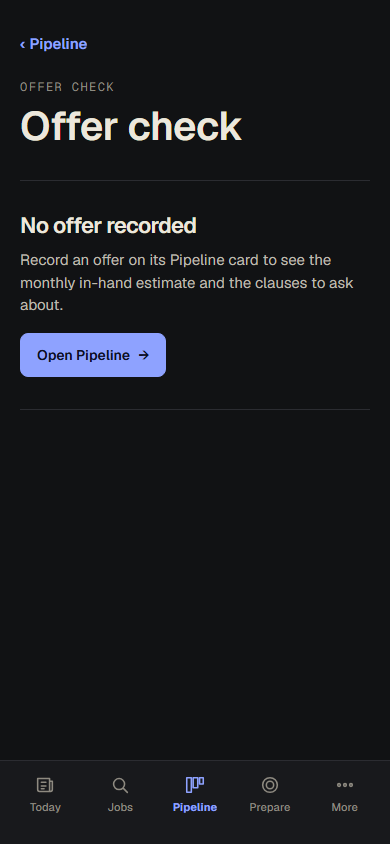 ‹ Pipeline
OFFER CHECK
Offer check
No offer recorded
Record an offer on its Pipeline card to see the
monthly in-hand estimate and the clauses to ask
about.
Open Pipeline →
Today
Jobs
Pipeline
Prepare
More